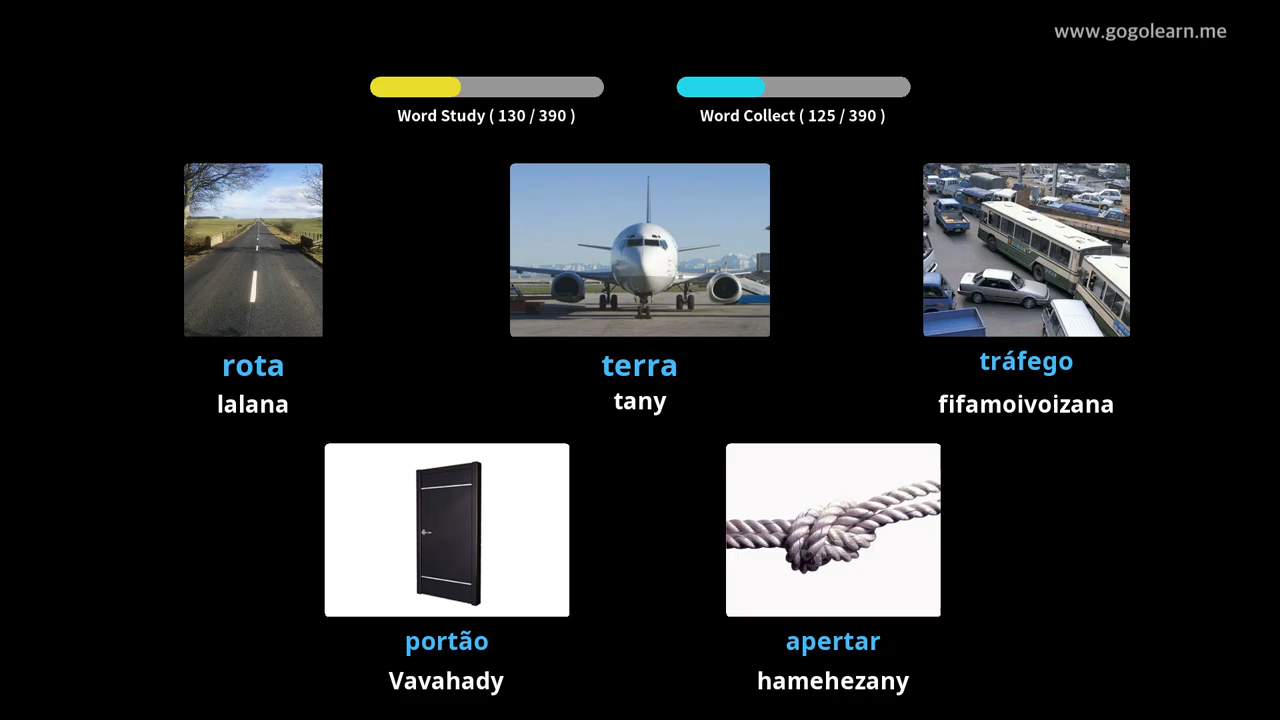 www.gogolearn.me
Word Study ( 130 / 390 )
Word Collect ( 125 / 390 )
rota
lalana
terra
tany
tráfego
fifamoivoizana
portão
Vavahady
apertar
hamehezany